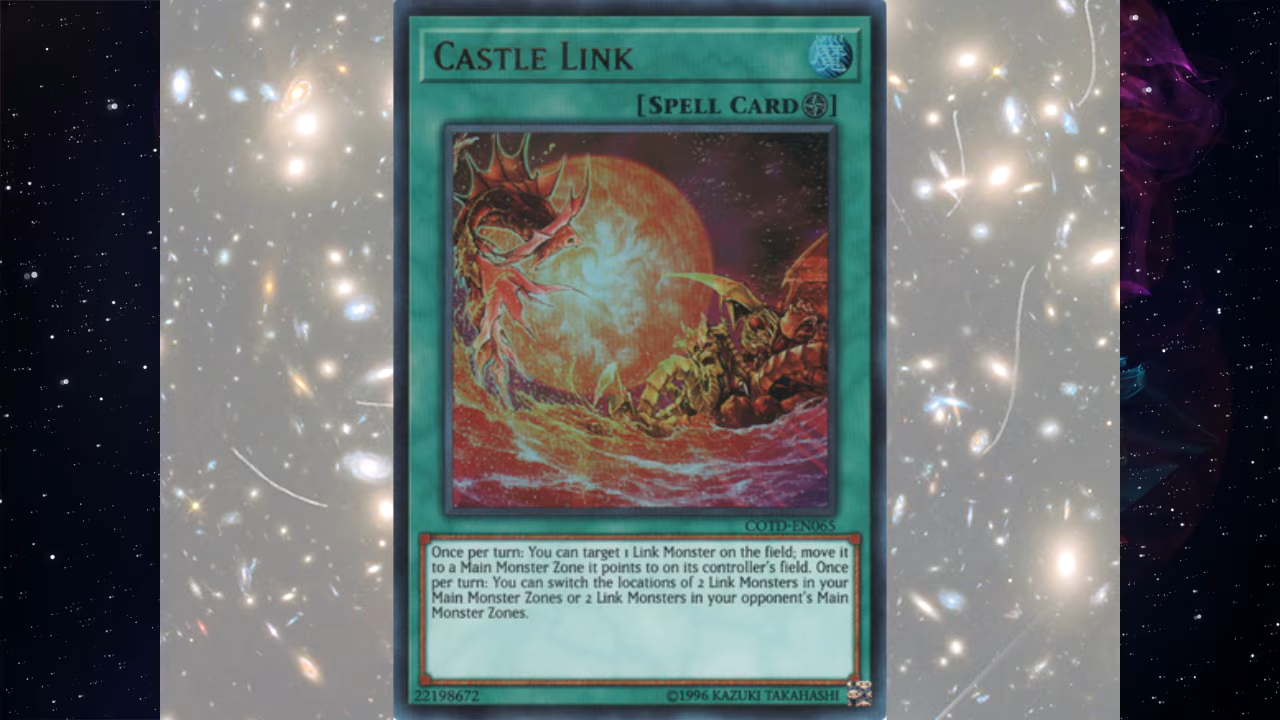 Castle Link
魔
[Spell Card]
COTD-EN065
Once per turn: You can target 1 Link Monster on the field; move it
to a Main Monster Zone it points to on its controller's field. Once
per turn: You can switch the locations of 2 Link Monsters in your
Main Monster Zones or 2 Link Monsters in your opponent's Main
Monster Zones.
22198672
©1996 KAZUKI TAKAHASHI